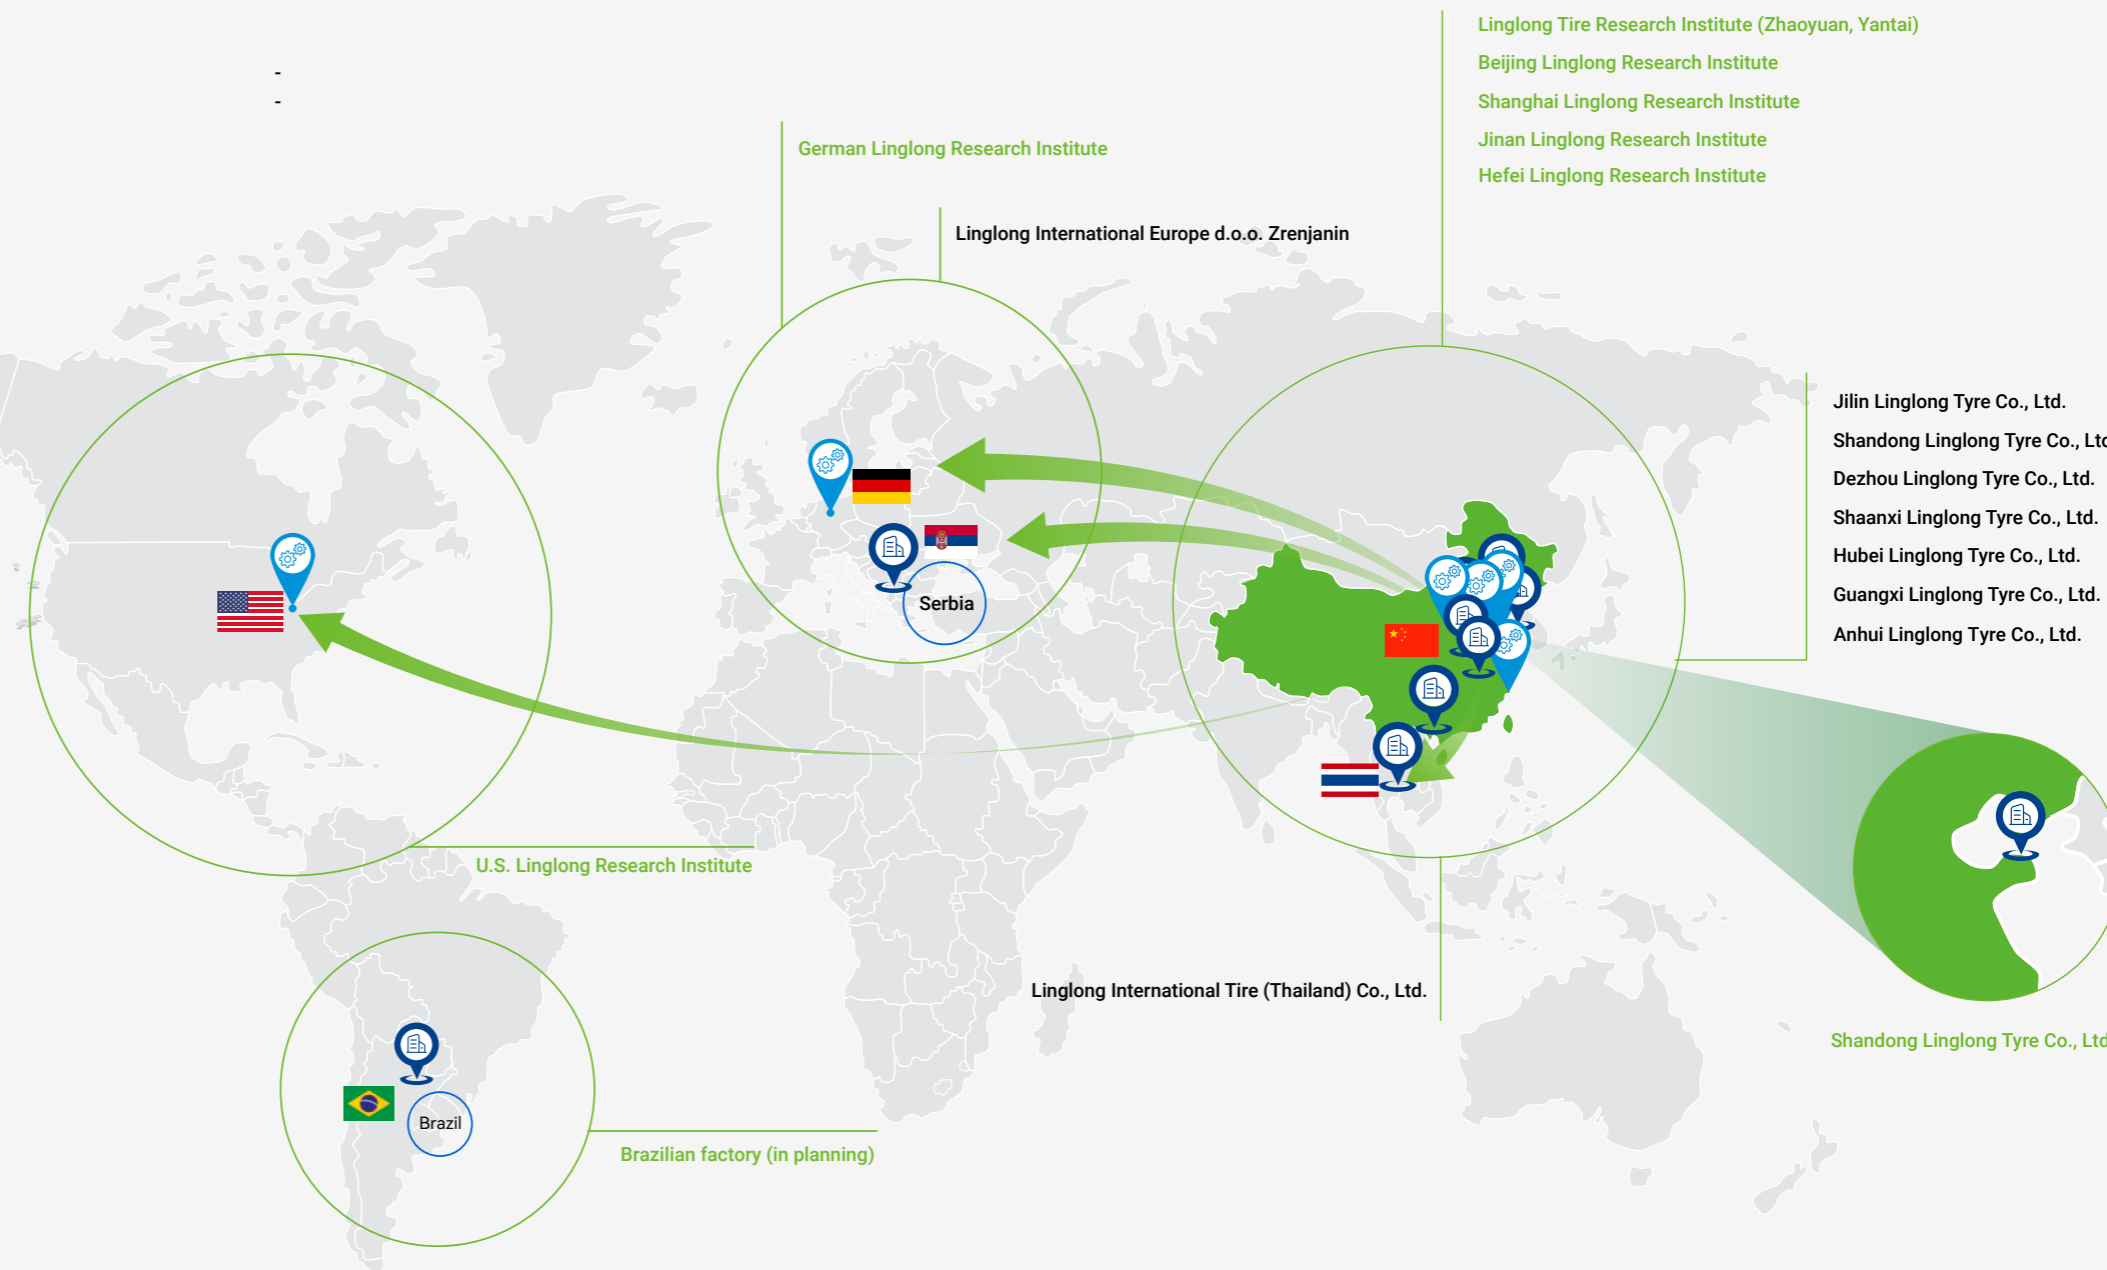 -
-
Linglong Tire Research Institute (Zhaoyuan, Yantai)
Beijing Linglong Research Institute
Shanghai Linglong Research Institute
Jinan Linglong Research Institute
Hefei Linglong Research Institute
German Linglong Research Institute
Linglong International Europe d.o.o. Zrenjanin
Jilin Linglong Tyre Co., Ltd.
Shandong Linglong Tyre Co., Ltd
Dezhou Linglong Tyre Co., Ltd.
Shaanxi Linglong Tyre Co., Ltd.
Hubei Linglong Tyre Co., Ltd.
Guangxi Linglong Tyre Co., Ltd.
Anhui Linglong Tyre Co., Ltd.
Serbia
U.S. Linglong Research Institute
Linglong International Tire (Thailand) Co., Ltd.
Shandong Linglong Tyre Co., Ltd
Brazil
Brazilian factory (in planning)